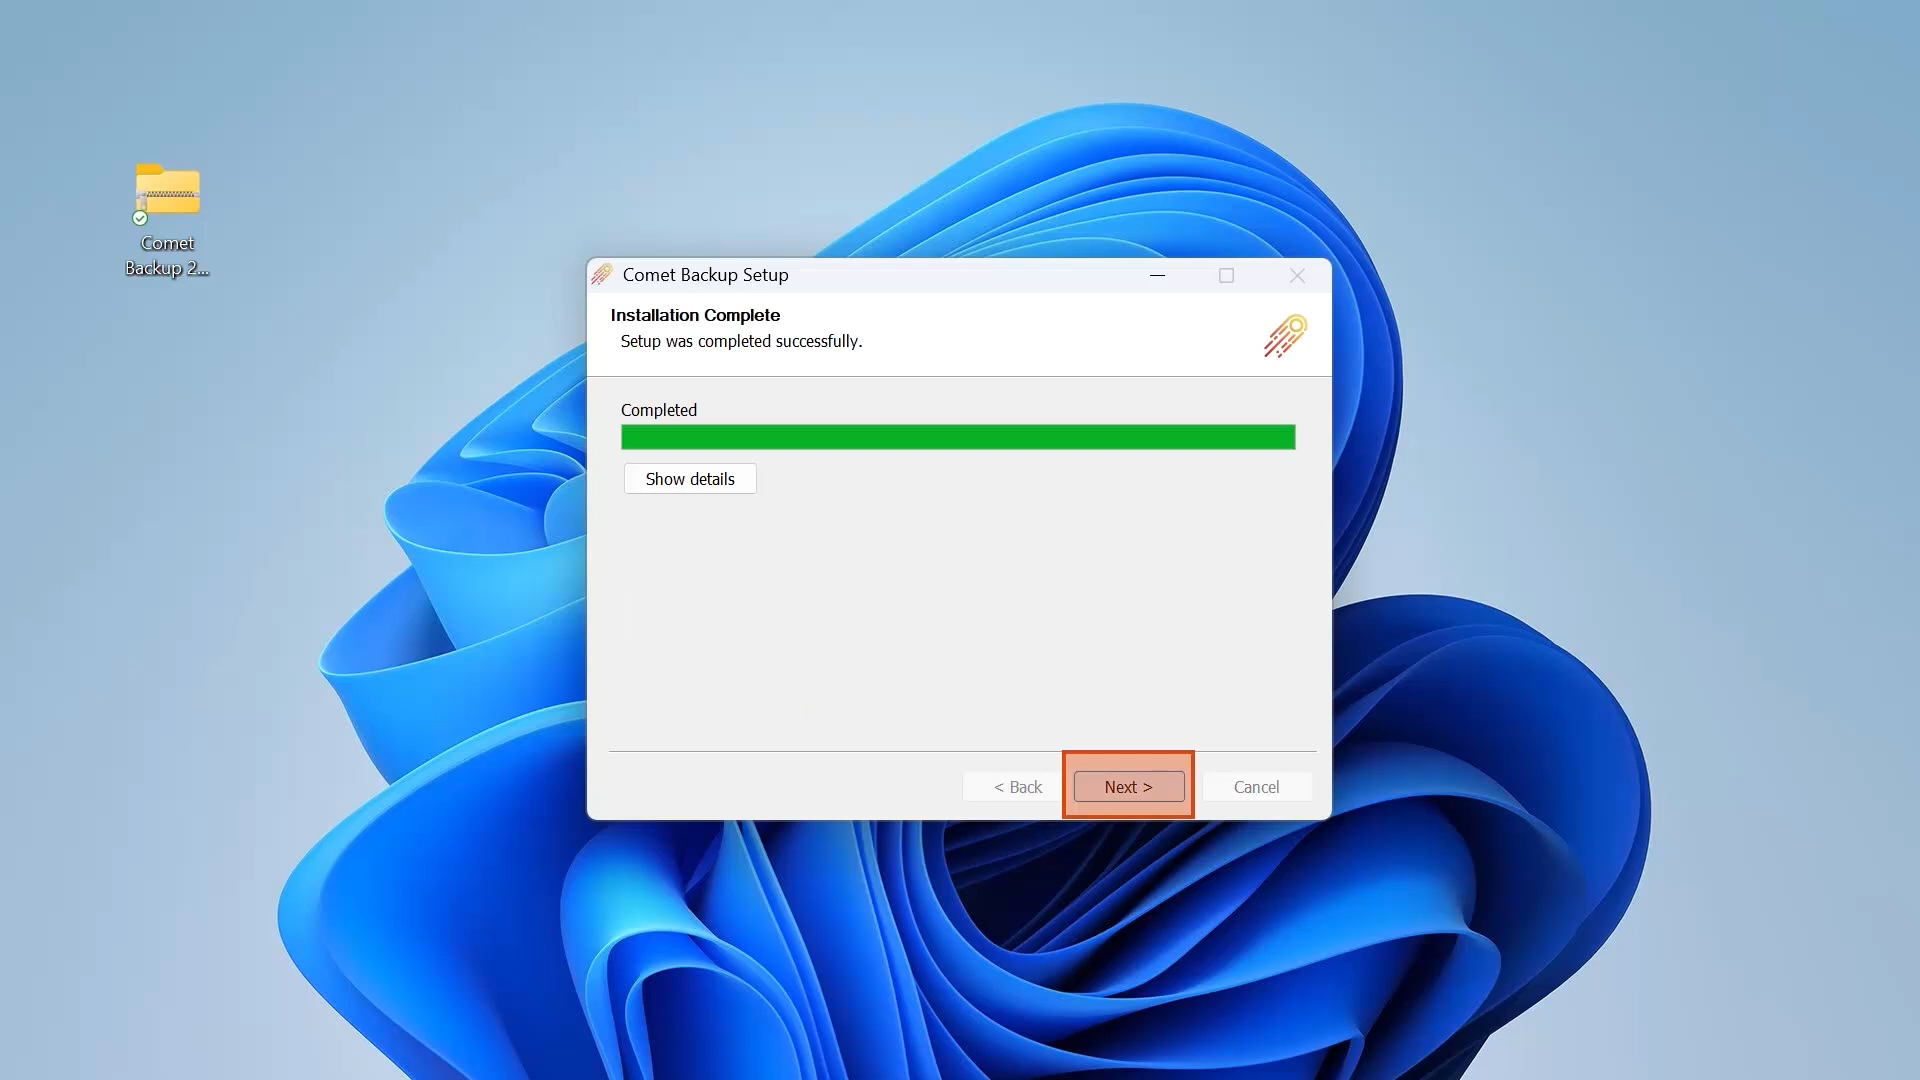 Comet
Backup 2...
Comet Backup Setup
Installation Complete
Setup was completed successfully.
Completed
Show details
< Back
Next >
Cancel